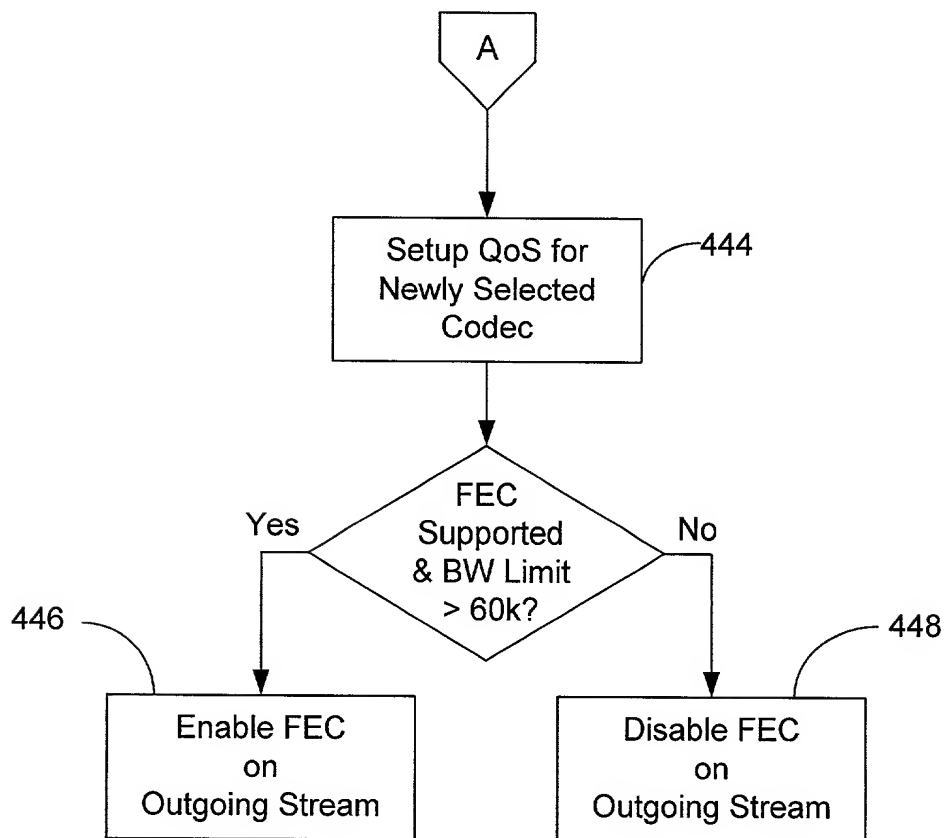 A
Setup QoS for
Newly Selected
Codec
444
FEC
Supported
& BW Limit
> 60k?
Yes
No
446
448
Enable FEC
on
Outgoing Stream
Disable FEC
on
Outgoing Stream